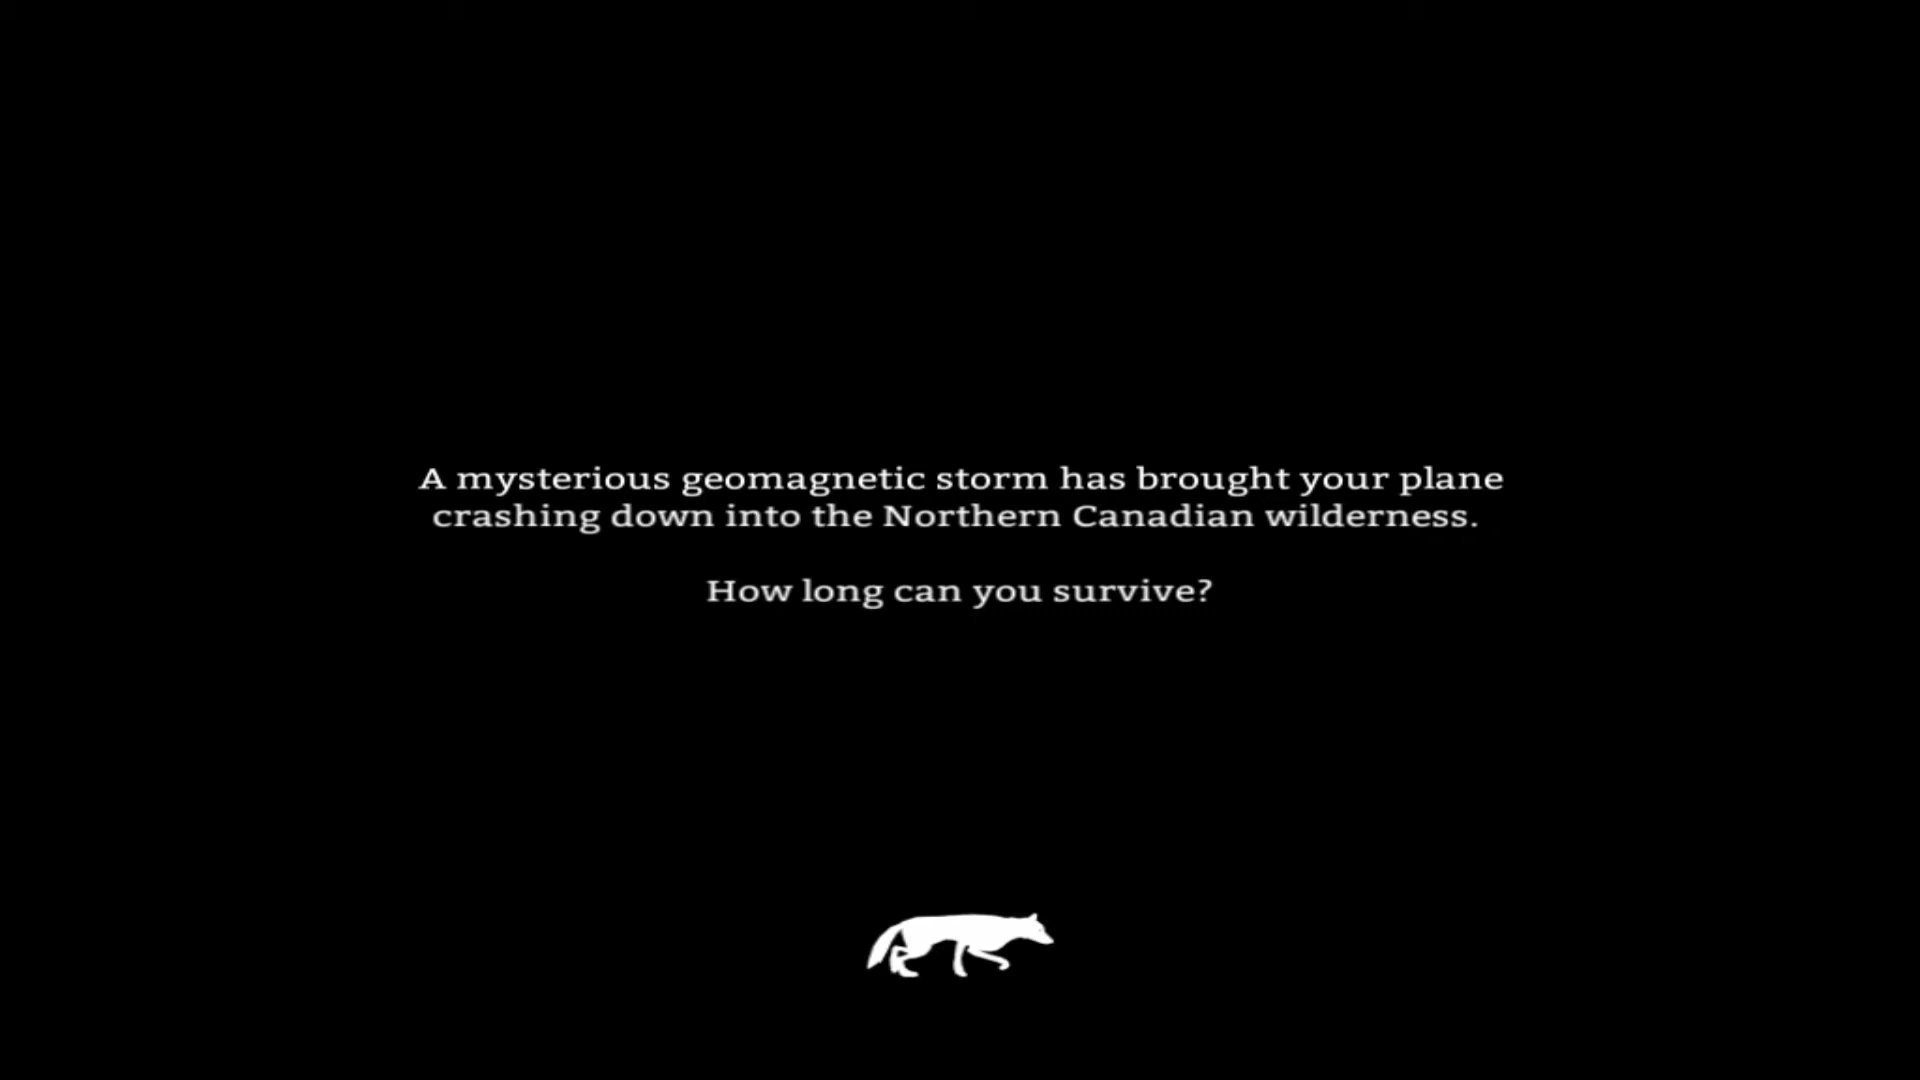 A mysterious geomagnetic storm has brought your plane
crashing down into the Northern Canadian wilderness.
How long can you survive?